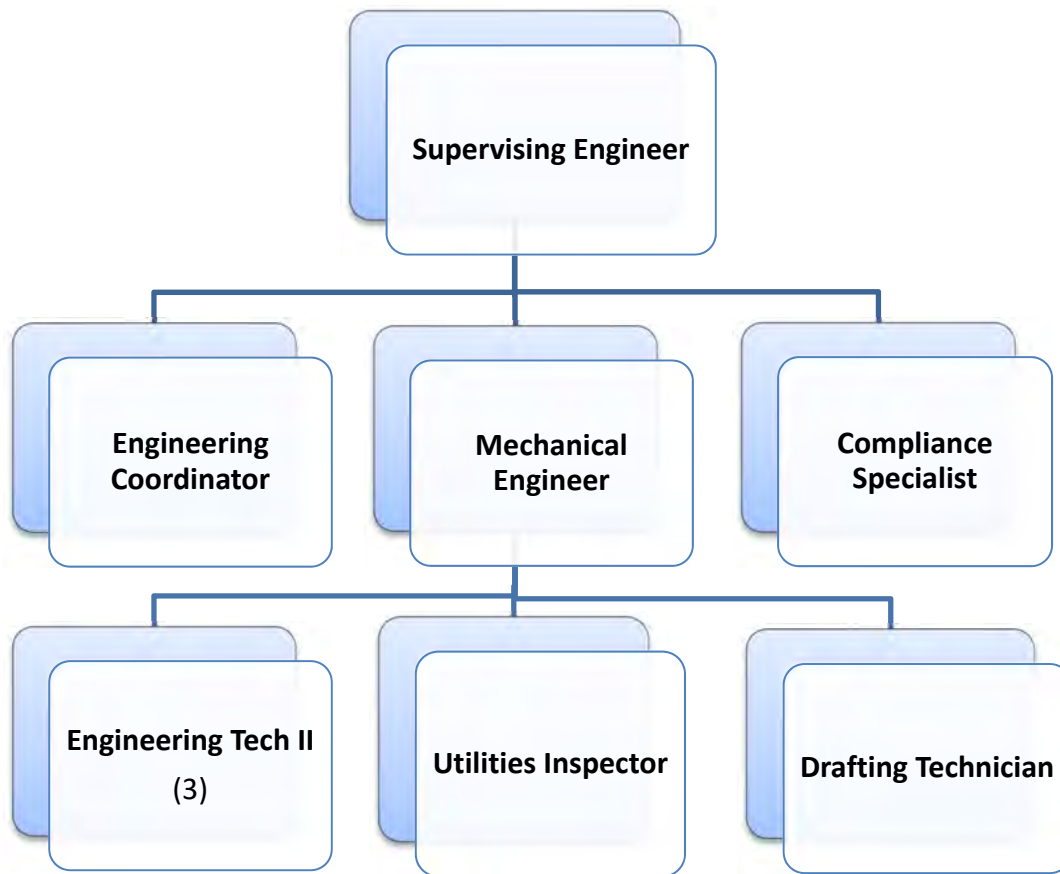 Supervising Engineer
Engineering
Coordinator
Mechanical
Engineer
Compliance
Specialist
Engineering Tech II
(3)
Utilities Inspector
Drafting Technician